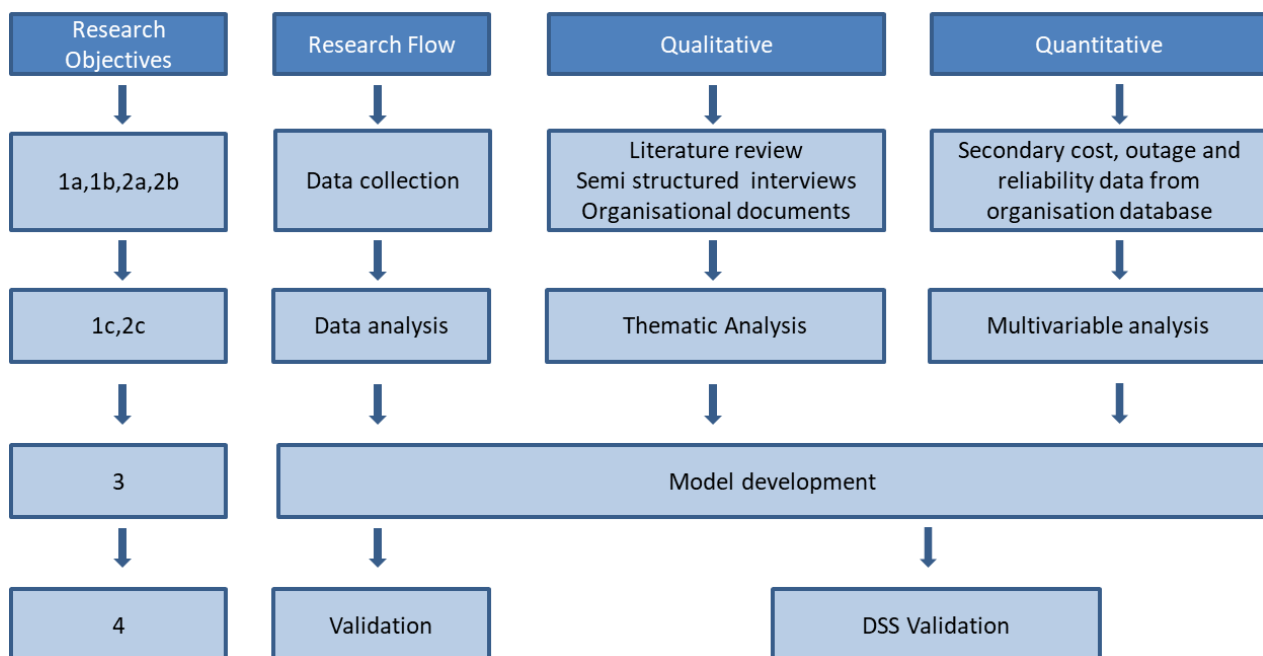 Research
Objectives
Research Flow
Qualitative
Quantitative
1a,1b,2a,2b
Data collection
Literature review
Semi structured interviews
Organisational documents
Secondary cost, outage and
reliability data from
organisation database
1c,2c
Data analysis
Thematic Analysis
Multivariable analysis
3
Model development
4
Validation
DSS Validation